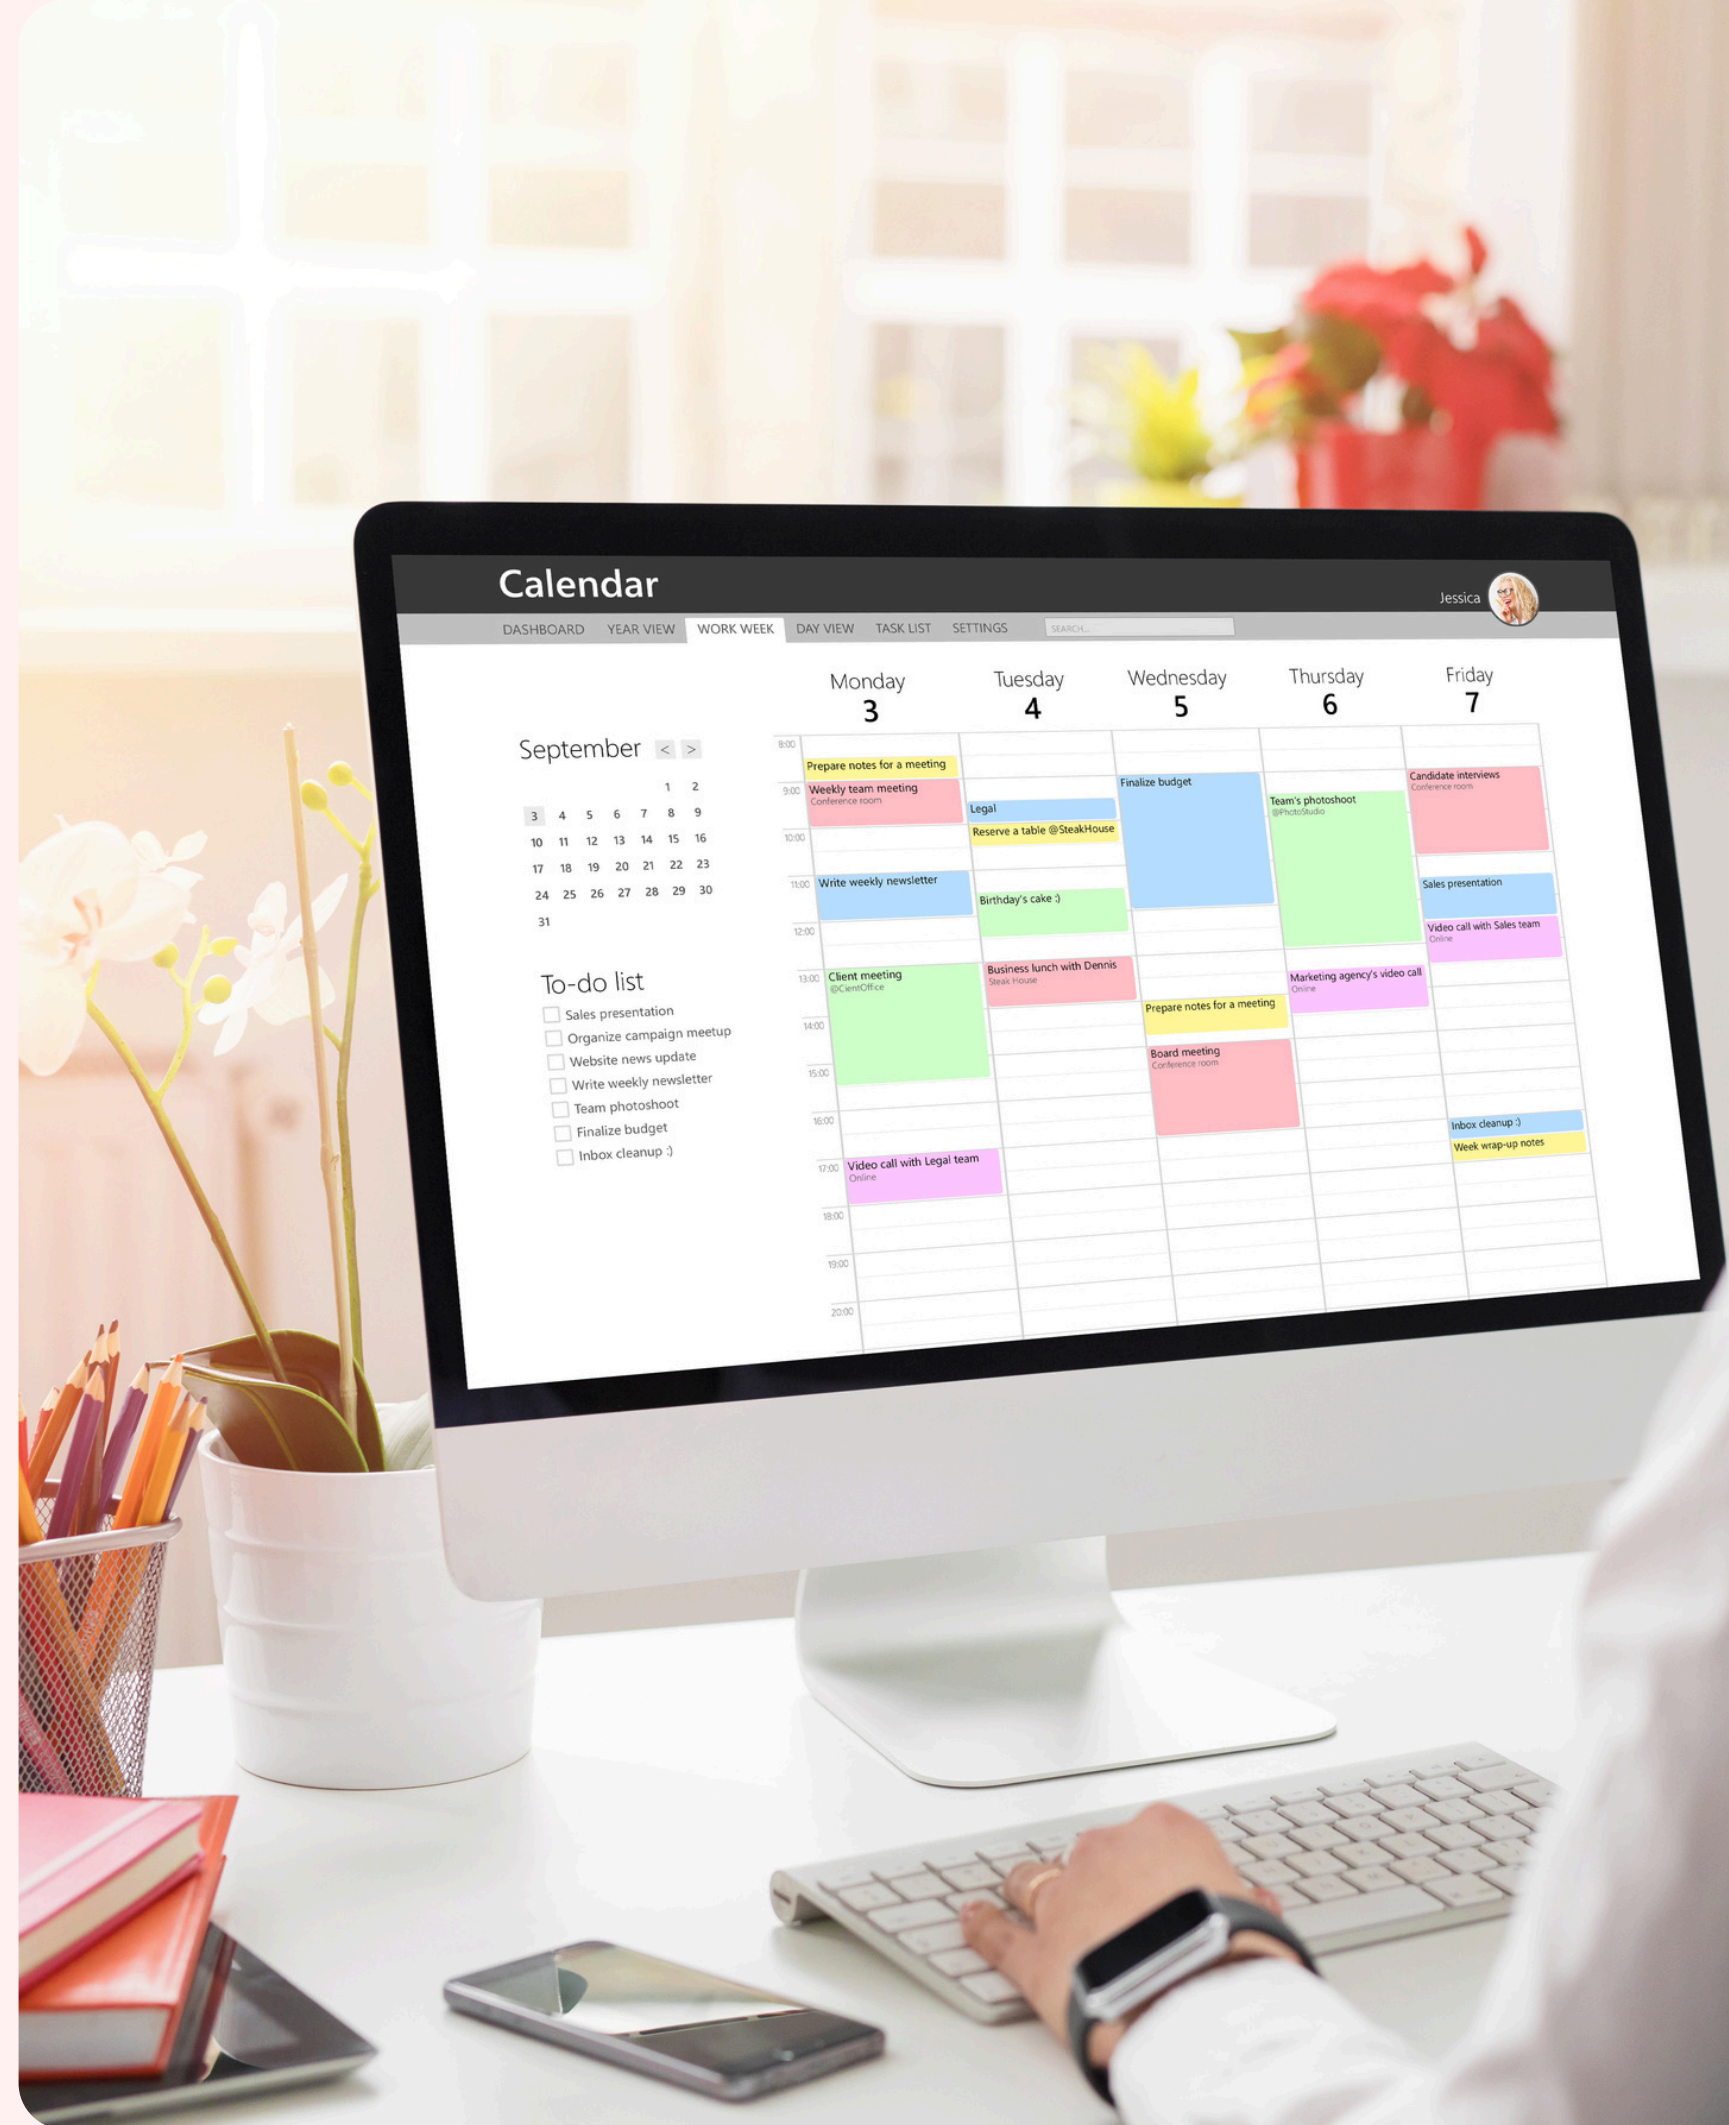 Calendar
Jessica
DASHBOARD YEAR VIEW WORK WEEK DAY VIEW TASK LIST SETTINGS SEARCH...
September < >
1 2
3 4 5 6 7 8 9
10 11 12 13 14 15 16
17 18 19 20 21 22 23
24 25 26 27 28 29 30
31
To-do list
Sales presentation
Organize campaign meetup
Website news update
Write weekly newsletter
Team photoshoot
Finalize budget
Inbox cleanup :)
Monday Tuesday Wednesday Thursday Friday
3 4 5 6 7
8:00
9:00
10:00
11:00
12:00
13:00
14:00
15:00
16:00
17:00
18:00
19:00
20:00
Prepare notes for a meeting
Weekly team meeting
Conference room
Write weekly newsletter
Client meeting
@CientOffice
Video call with Legal team
Online
Legal
Reserve a table @SteakHouse
Birthday's cake :)
Business lunch with Dennis
Steak House
Finalize budget
Prepare notes for a meeting
Board meeting
Conference room
Team's photoshoot
@PhotoStudio
Marketing agency's video call
Online
Candidate interviews
Conference room
Sales presentation
Video call with Sales team
Online
Inbox cleanup :)
Week wrap-up notes